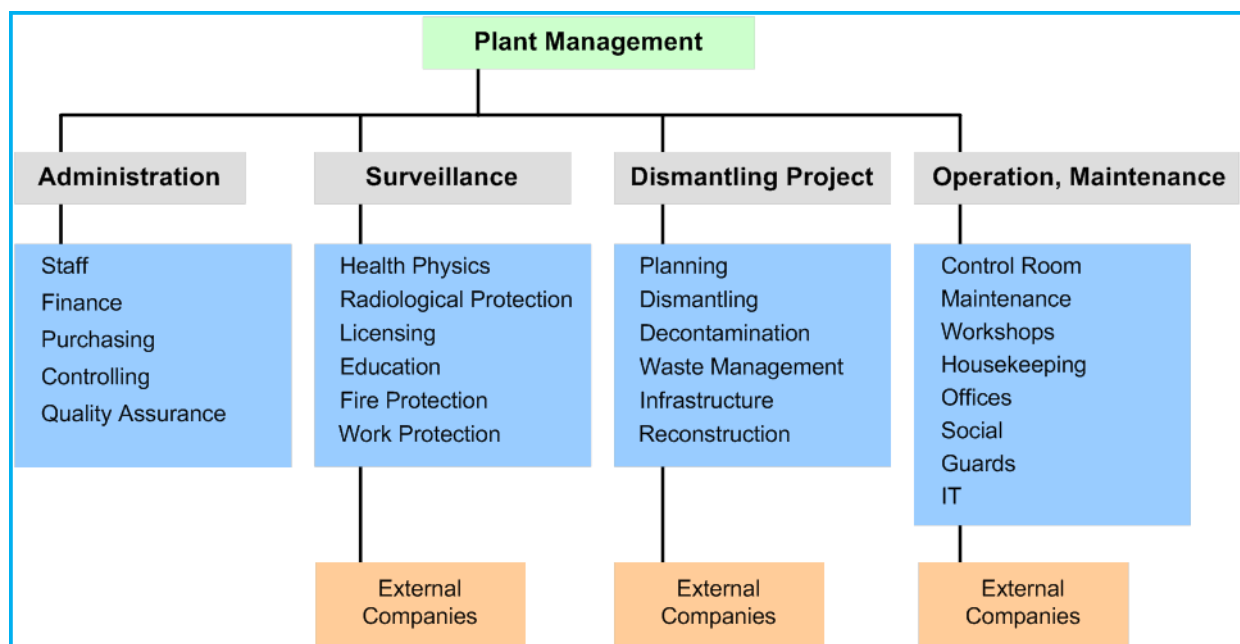 Plant Management
Administration
Surveillance
Dismantling Project
Operation, Maintenance
Staff
Finance
Purchasing
Controlling
Quality Assurance
Health Physics
Radiological Protection
Licensing
Education
Fire Protection
Work Protection
Planning
Dismantling
Decontamination
Waste Management
Infrastructure
Reconstruction
Control Room
Maintenance
Workshops
Housekeeping
Offices
Social
Guards
IT
External
Companies
External
Companies
External
Companies